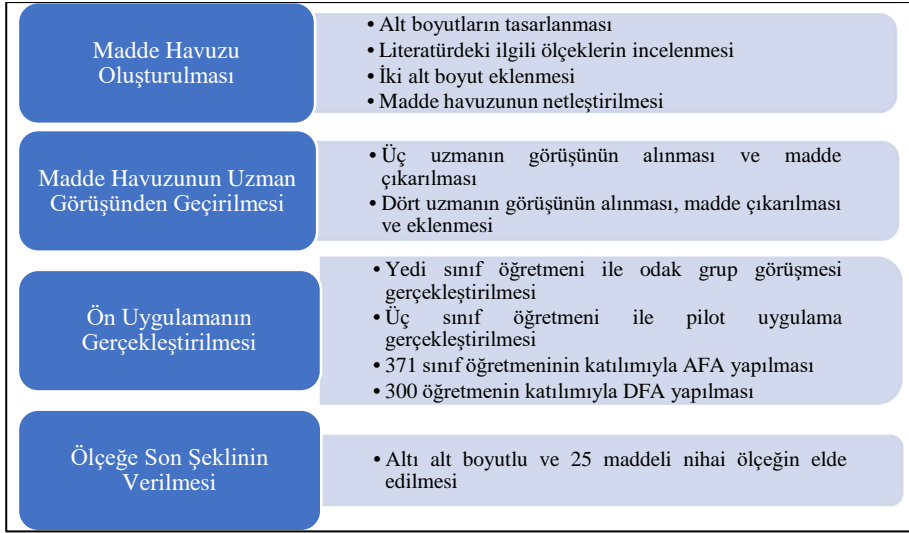 Madde Havuzu
Oluşturulması
• Alt boyutların tasarlanması
• Literatürdeki ilgili ölçeklerin incelenmesi
• İki alt boyut eklenmesi
• Madde havuzunun netleştirilmesi
Madde Havuzunun Uzman
Görüşünden Geçirilmesi
• Üç uzmanın görüşünün alınması ve madde
çıkarılması
• Dört uzmanın görüşünün alınması, madde çıkarılması
ve eklenmesi
Ön Uygulamanın
Gerçekleştirilmesi
• Yedi sınıf öğretmeni ile odak grup görüşmesi
gerçekleştirilmesi
• Üç sınıf öğretmeni ile pilot uygulama
gerçekleştirilmesi
• 371 sınıf öğretmeninin katılımıyla AFA yapılması
• 300 öğretmenin katılımıyla DFA yapılması
Ölçeğe Son Şeklinin
Verilmesi
• Altı alt boyutlu ve 25 maddeli nihai ölçeğin elde
edilmesi